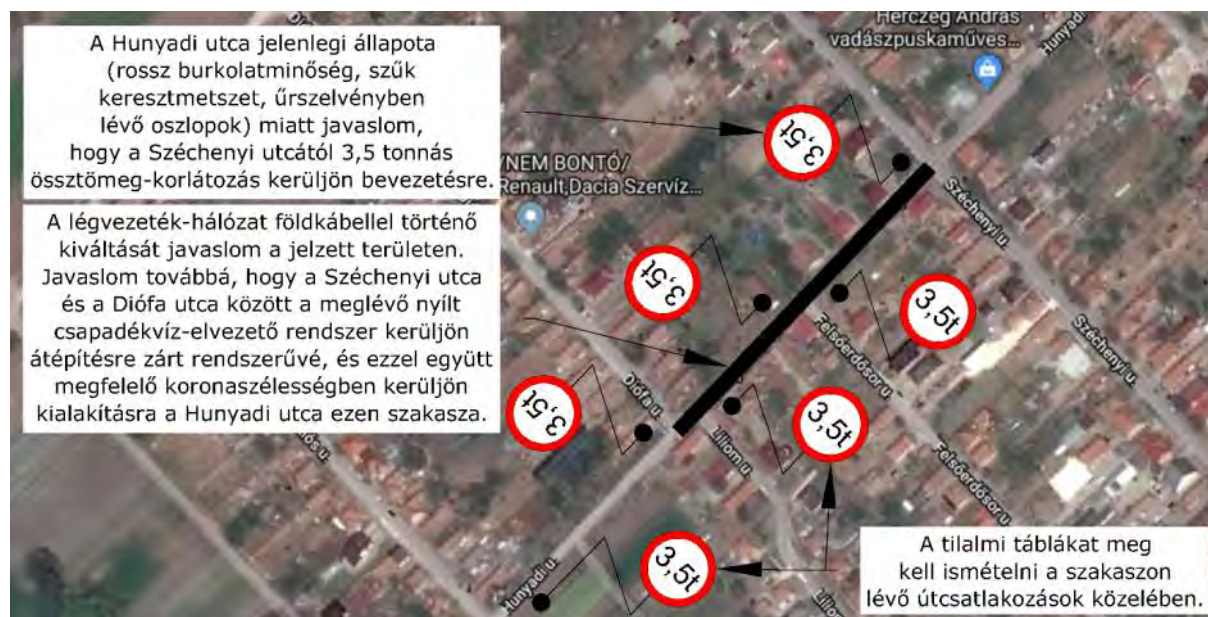 A Hunyadi utca jelenlegi állapota
(rossz burkolatminőség, szűk
keresztmetszet, űrszelvényben
lévő oszlopok) miatt javaslom,
hogy a Széchenyi utcától 3,5 tonnás
össztömeg-korlátozás kerüljön bevezetésre.
A légvezeték-hálózat földkábellel történő
kiváltását javaslom a jelzett területen.
Javaslom továbbá, hogy a Széchenyi utca
és a Diófa utca között a meglévő nyílt
csapadékvíz-elvezető rendszer kerüljön
átépítésre zárt rendszerűvé, és ezzel együtt
megfelelő koronaszélességben kerüljön
kialakításra a Hunyadi utca ezen szakasza.
Herczeg András
vadászpuskaműves...
Hunyadi
3,5t
/NEM BONTÓ/
Renault,Dacia Szervíz...
Széchenyi u.
3,5t
3,5t
Felsőerdősor u.
Széchenyi u.
Diófa u.
3,5t
3,5t
Liliom u.
Felsőerdősor u.
3,5t
Hunyadi u.
A tilalmi táblákat meg
kell ismételni a szakaszon
lévő útcsatlakozások közelében.